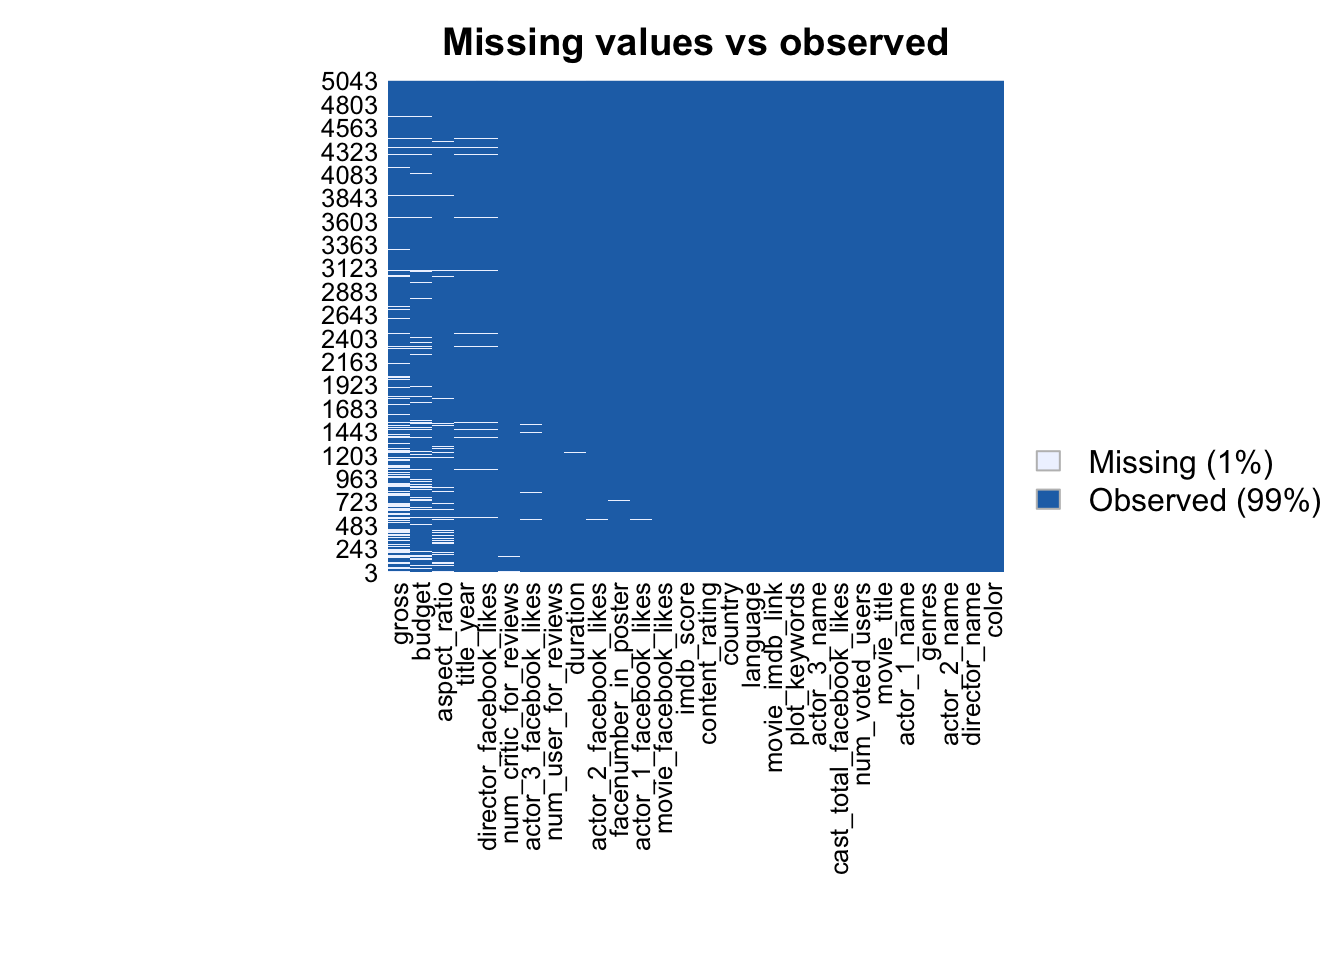 Missing values vs observed
5043
4803
4563
4323
4083
3843
3603
3363
3123
2883
2643
2403
2163
1923
1683
1443
1203
963
723
483
243
3
Missing (1%)
Observed (99%)
gross
budget
aspect_ratio
title_year
director_facebook_likes
num_critic_for_reviews
actor_3_facebook_likes
num_user_for_reviews
duration
actor_2_facebook_likes
facenumber_in_poster
actor_1_facebook_likes
movie_facebook_likes
imdb_score
content_rating
country
language
movie_imdb_link
plot_keywords
actor_3_name
cast_total_facebook_likes
num_voted_users
movie_title
actor_1_name
genres
actor_2_name
director_name
color